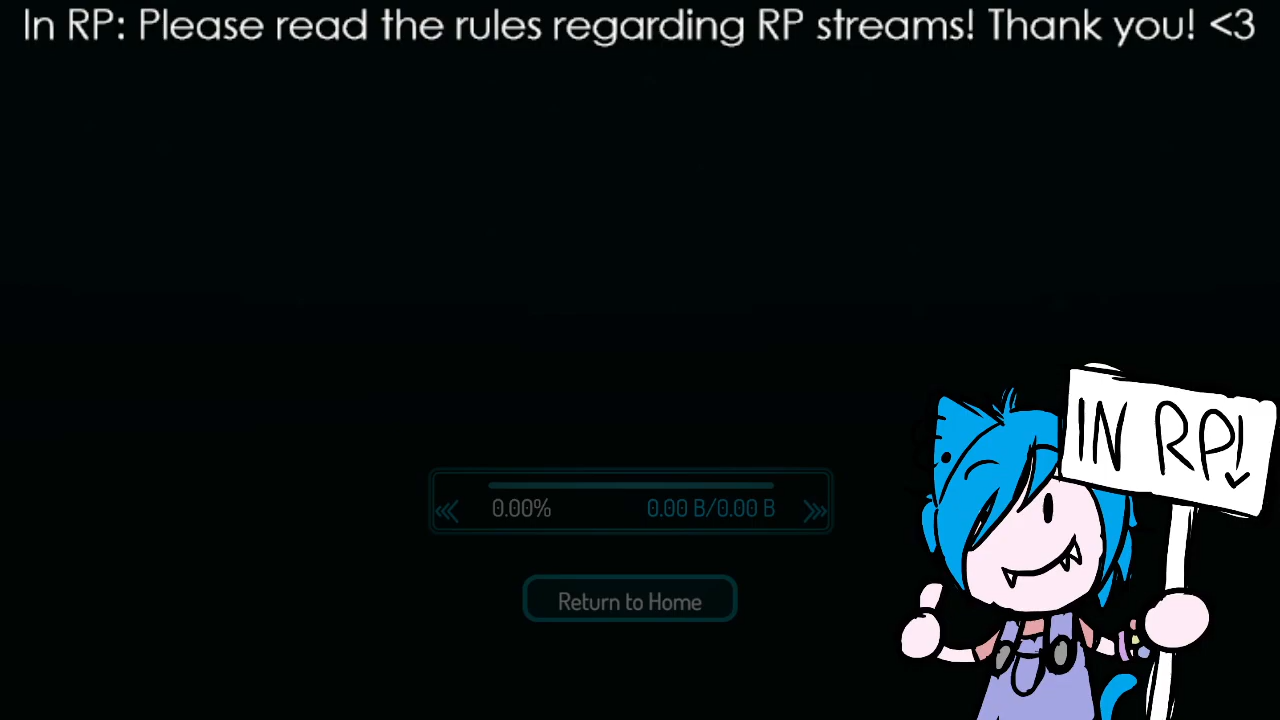 In RP: Please read the rules regarding RP streams! Thank you! <3
IN RP!
0.00% 0.00 B/0.00 B
Return to Home